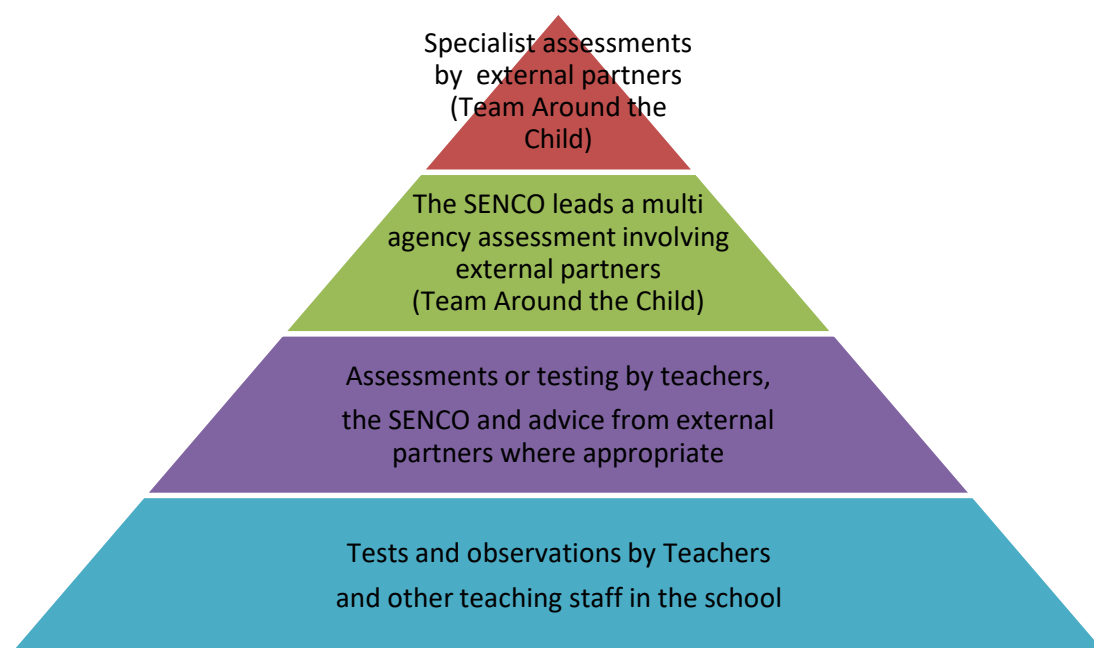 Specialist assessments
by  external partners
(Team Around the
Child)
The SENCO leads a multi
agency assessment involving
external partners
(Team Around the Child)
Assessments or testing by teachers,
the SENCO and advice from external
partners where appropriate
Tests and observations by Teachers
and other teaching staff in the school